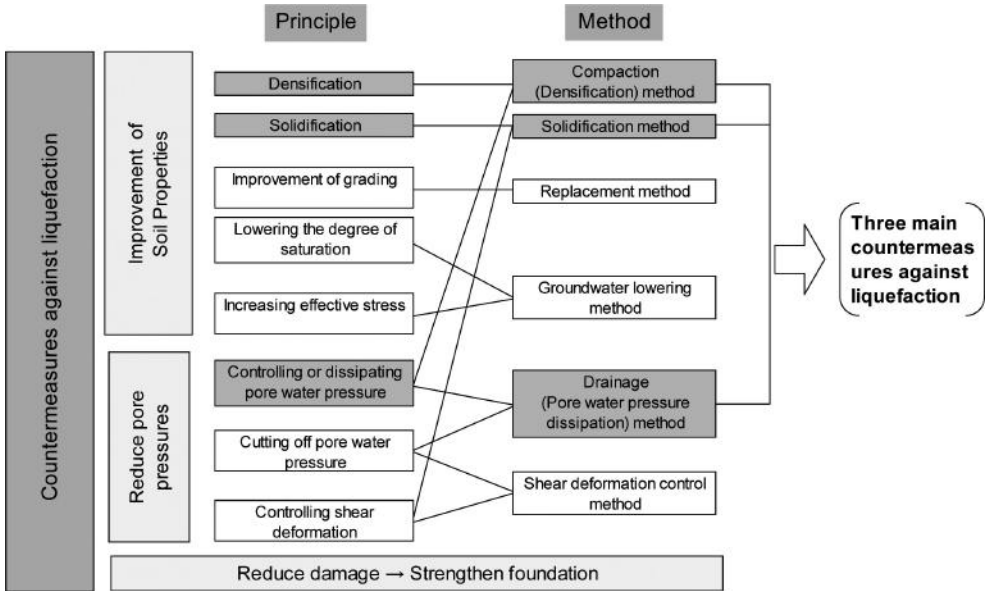 Principle
Method
Countermeasures against liquefaction
Improvement of
Soil Properties
Densification
Solidification
Improvement of grading
Lowering the degree of
saturation
Increasing effective stress
Reduce pore
pressures
Controlling or dissipating
pore water pressure
Cutting off pore water
pressure
Controlling shear
deformation
Compaction
(Densification) method
Solidification method
Replacement method
Groundwater lowering
method
Drainage
(Pore water pressure
dissipation) method
Shear deformation control
method
Three main
countermeas
ures against
liquefaction
Reduce damage → Strengthen foundation